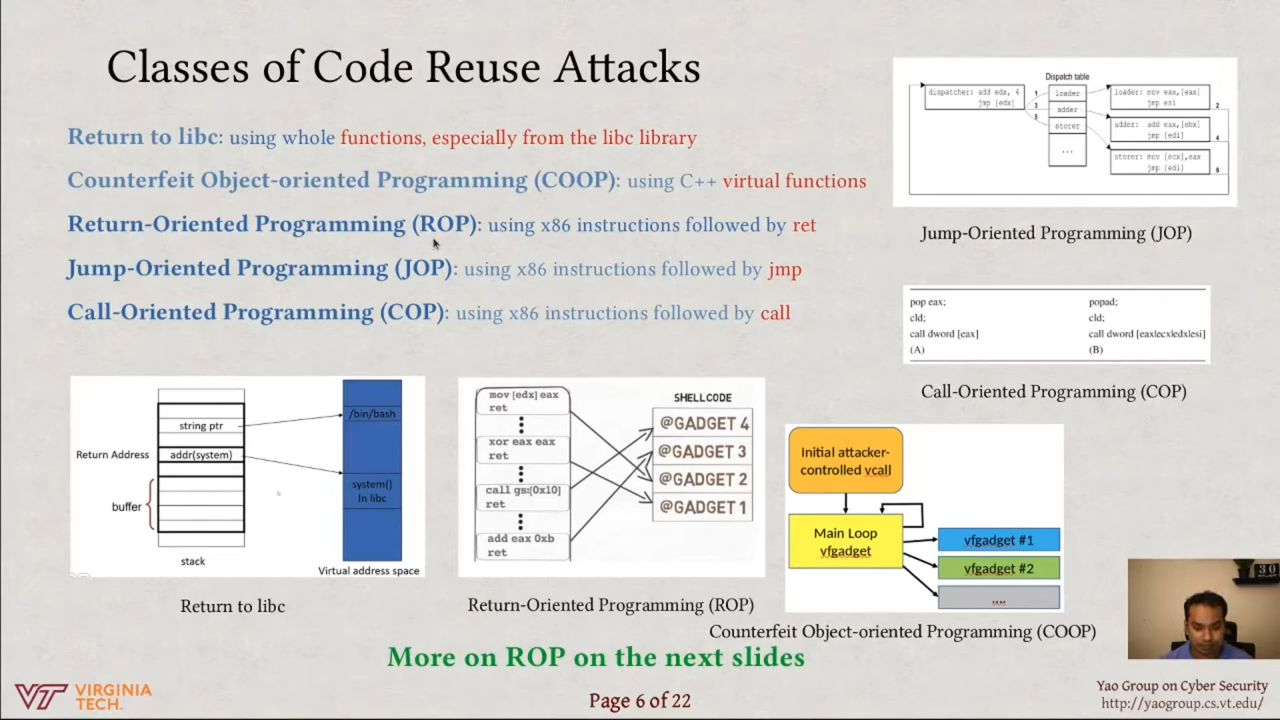 Classes of Code Reuse Attacks
Return to libc: using whole functions, especially from the libc library
Counterfeit Object-oriented Programming (COOP): using C++ virtual functions
Return-Oriented Programming (ROP): using x86 instructions followed by ret
Jump-Oriented Programming (JOP): using x86 instructions followed by jmp
Call-Oriented Programming (COP): using x86 instructions followed by call
Dispatch table
dispatcher: add edx, 4
jmp [edx]
1
3
5
loader
adder
storer
...
loader: mov eax,[eax]
jmp esi
2
adder: add eax,[ebx]
jmp [edi]
4
storer: mov [ecx],eax
jmp [edi]
6
Jump-Oriented Programming (JOP)
pop eax; popad;
cld; cld;
call dword [eax] call dword [eax|ecx|edx|esi]
(A) (B)
Call-Oriented Programming (COP)
string ptr
Return Address
addr(system)
buffer
stack
/bin/bash
system()
In libc
Virtual address space
Return to libc
mov [edx] eax
ret
xor eax eax
ret
call gs:[0x10]
ret
add eax 0xb
ret
SHELLCODE
@GADGET 4
@GADGET 3
@GADGET 2
@GADGET 1
Return-Oriented Programming (ROP)
Initial attacker-
controlled vcall
Main Loop
vfgadget
vfgadget #1
vfgadget #2
....
Counterfeit Object-oriented Programming (COOP)
More on ROP on the next slides
VT VIRGINIA
TECH.
Page 6 of 22
Yao Group on Cyber Security
http://yaogroup.cs.vt.edu/
30